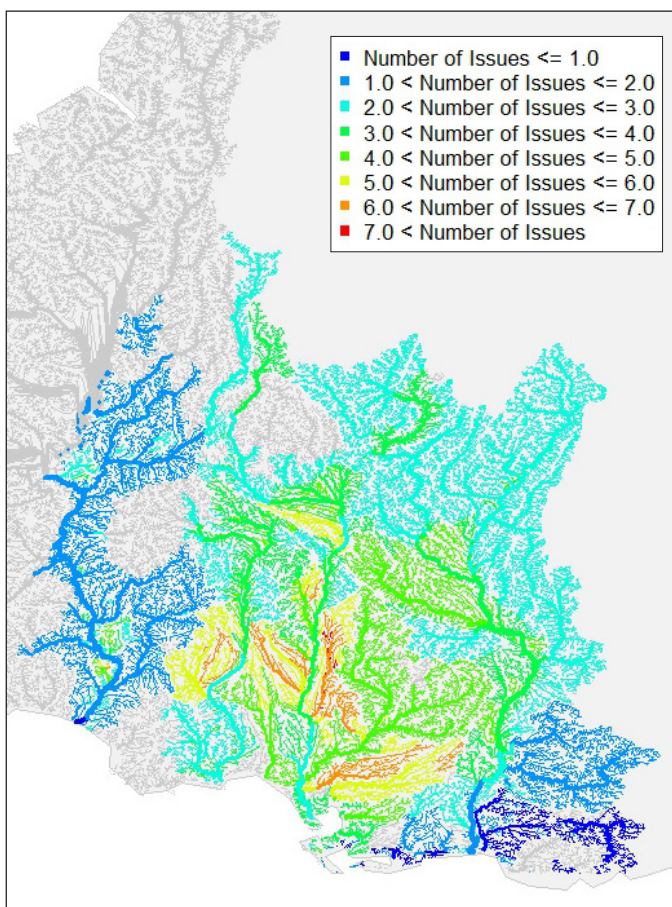 Number of Issues <= 1.0
1.0 < Number of Issues <= 2.0
2.0 < Number of Issues <= 3.0
3.0 < Number of Issues <= 4.0
4.0 < Number of Issues <= 5.0
5.0 < Number of Issues <= 6.0
6.0 < Number of Issues <= 7.0
7.0 < Number of Issues